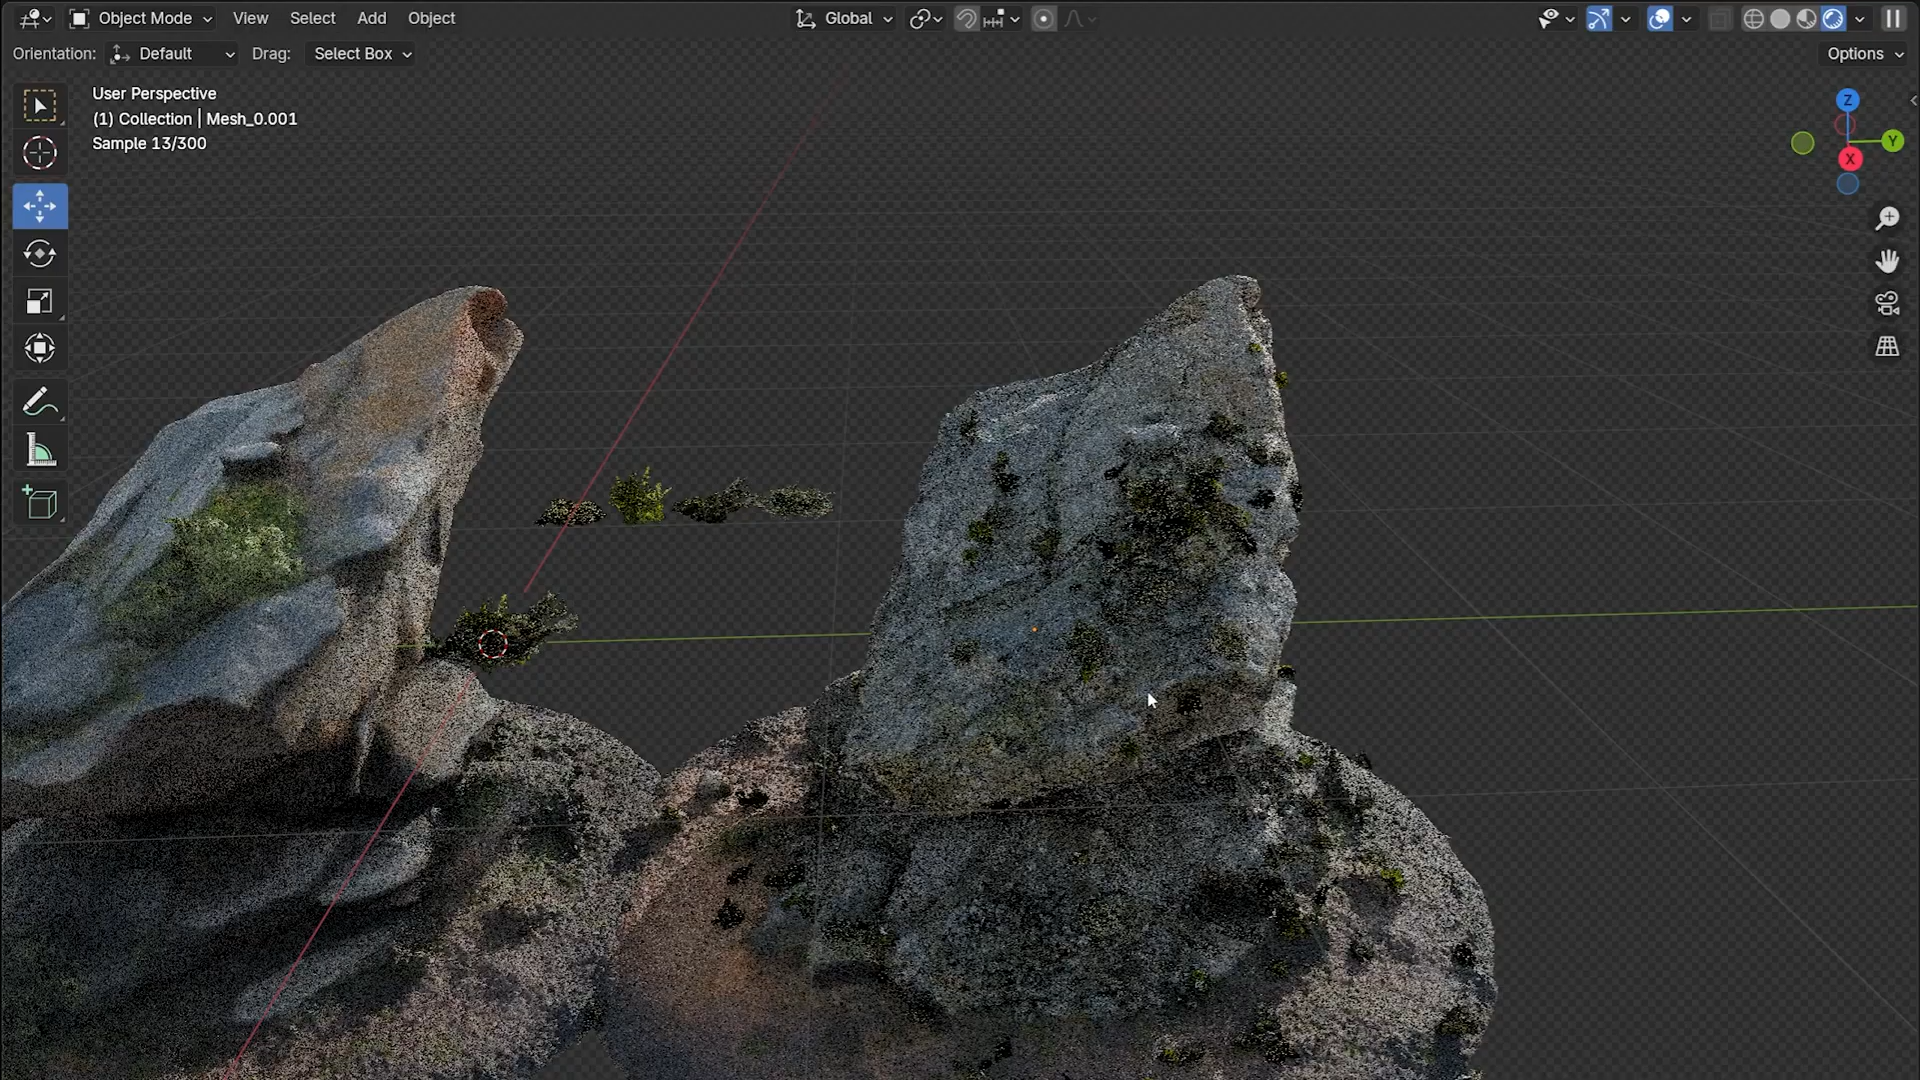 Object Mode View Select Add Object Global
Orientation: Default Drag: Select Box Options
User Perspective
(1) Collection | Mesh_0.001
Sample 13/300
Z
Y
X